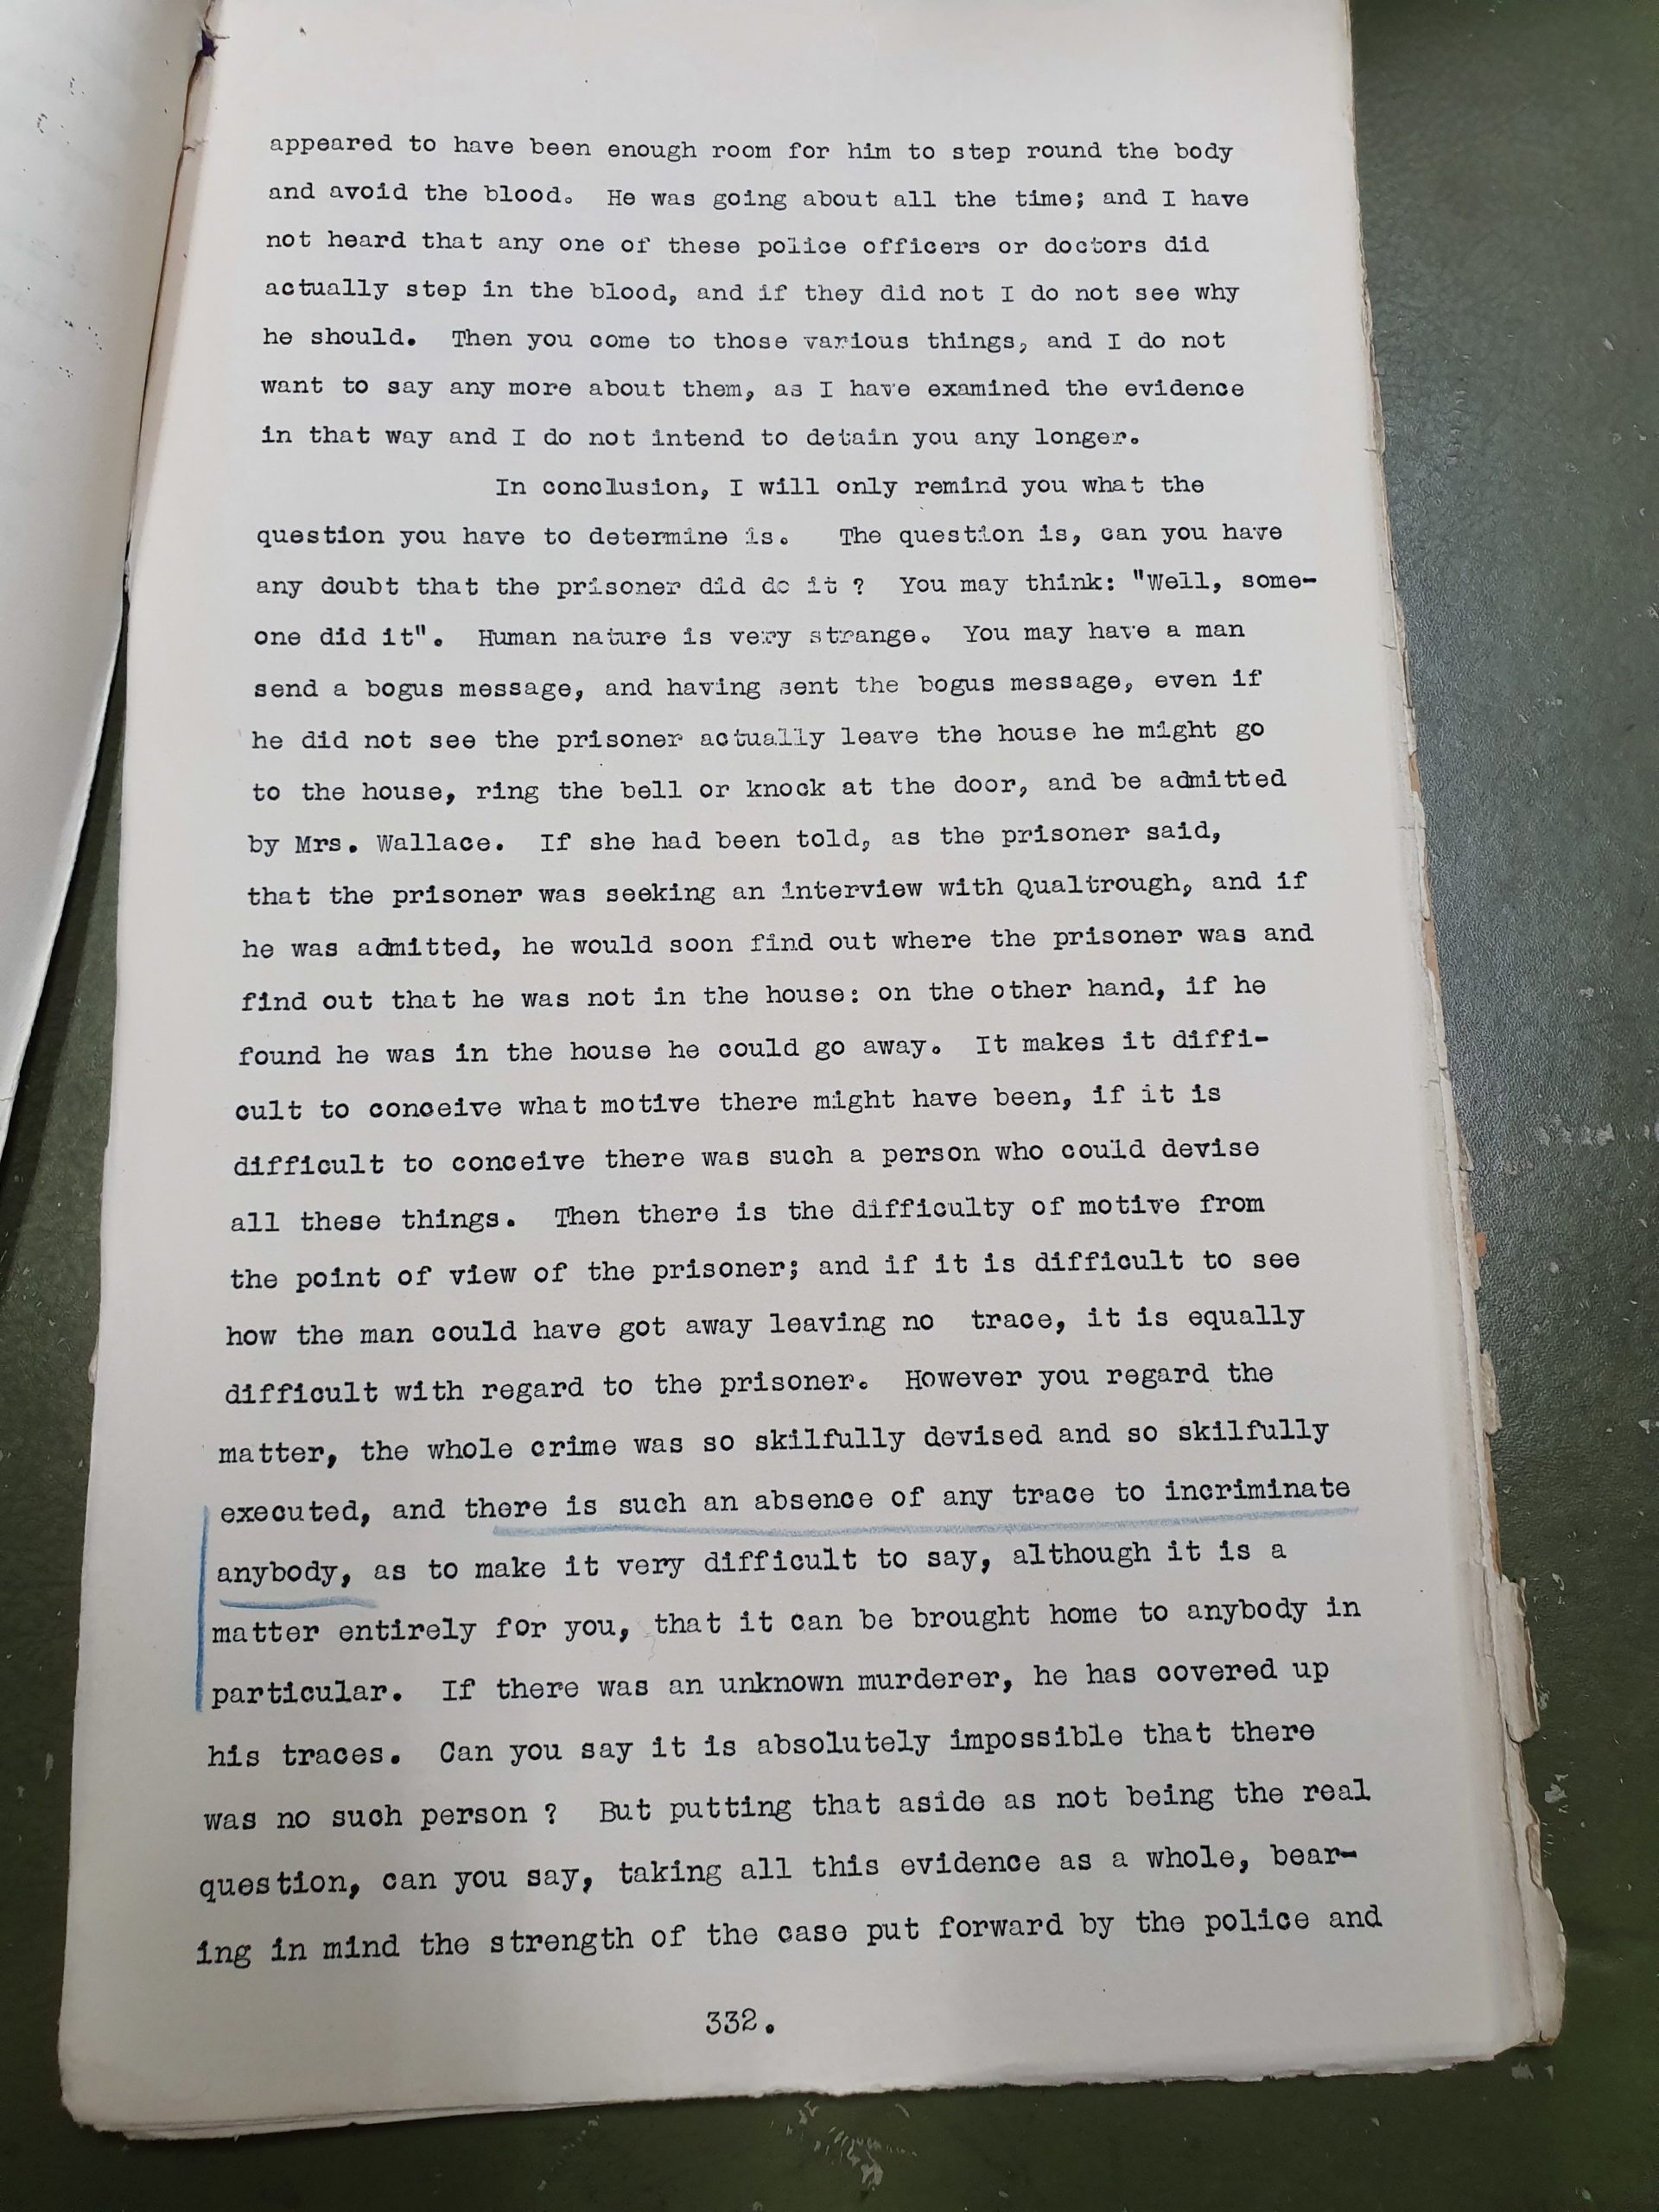 appeared to have been enough room for him to step round the body
and avoid the blood. He was going about all the time; and I have
not heard that any one of these police officers or doctors did
actually step in the blood, and if they did not I do not see why
he should. Then you come to those various things, and I do not
want to say any more about them, as I have examined the evidence
in that way and I do not intend to detain you any longer.
In conclusion, I will only remind you what the
question you have to determine is. The question is, can you have
any doubt that the prisoner did do it ? You may think: "Well, some-
one did it". Human nature is very strange. You may have a man
send a bogus message, and having sent the bogus message, even if
he did not see the prisoner actually leave the house he might go
to the house, ring the bell or knock at the door, and be admitted
by Mrs. Wallace. If she had been told, as the prisoner said,
that the prisoner was seeking an interview with Qualtrough, and if
he was admitted, he would soon find out where the prisoner was and
find out that he was not in the house: on the other hand, if he
found he was in the house he could go away. It makes it diffi-
cult to conceive what motive there might have been, if it is
difficult to conceive there was such a person who could devise
all these things. Then there is the difficulty of motive from
the point of view of the prisoner; and if it is difficult to see
how the man could have got away leaving no trace, it is equally
difficult with regard to the prisoner. However you regard the
matter, the whole crime was so skilfully devised and so skilfully
executed, and there is such an absence of any trace to incriminate
anybody, as to make it very difficult to say, although it is a
matter entirely for you, that it can be brought home to anybody in
particular. If there was an unknown murderer, he has covered up
his traces. Can you say it is absolutely impossible that there
was no such person ? But putting that aside as not being the real
question, can you say, taking all this evidence as a whole, bear-
ing in mind the strength of the case put forward by the police and
332.